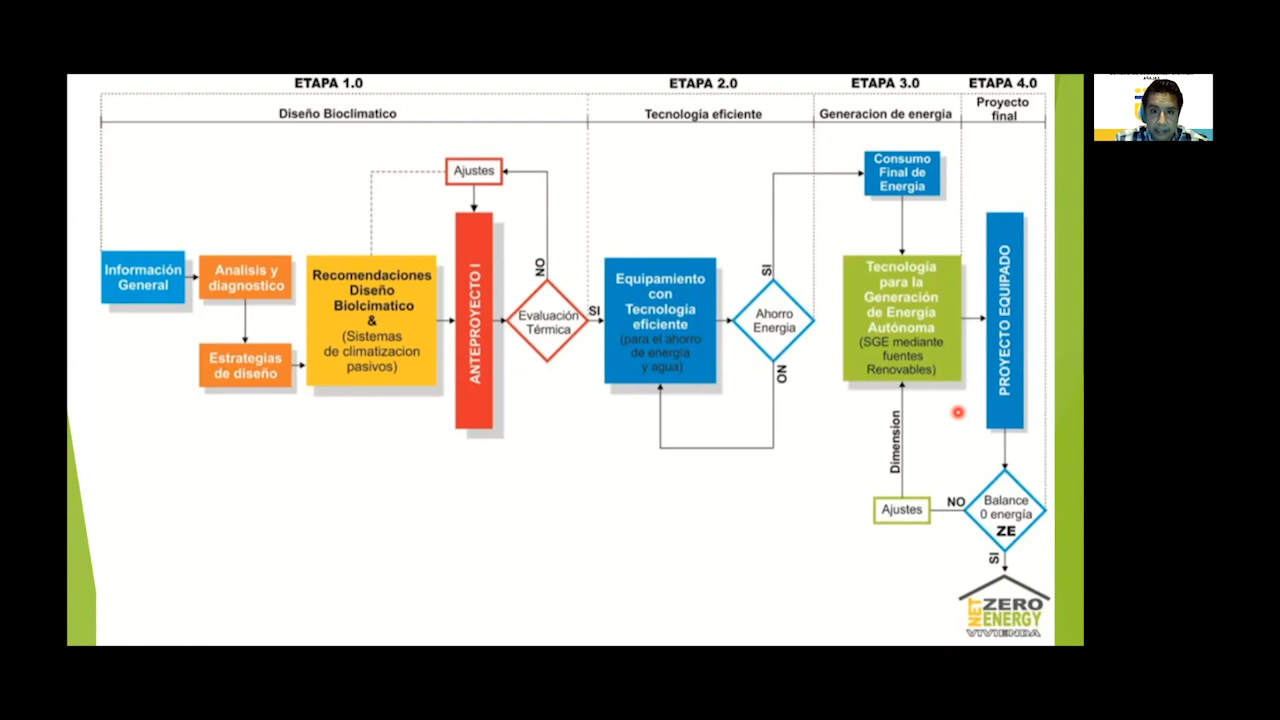 ETAPA 1.0
ETAPA 2.0
ETAPA 3.0
ETAPA 4.0
Diseño Bioclimatico
Tecnologia eficiente
Generacion de energia
Proyecto
final
Información
General
Analisis y
diagnostico
Estrategias
de diseño
Recomendaciones
Diseño
Biolcimatico
&
(Sistemas
de climatizacion
pasivos)
Ajustes
ANTEPROYECTO I
NO
Evaluación
Térmica
SI
Equipamiento
con
Tecnologia
eficiente
(para el ahorro
de energía
y agua)
SI
Ahorro
Energia
NO
Consumo
Final de
Energia
Tecnología
para la
Generación
de Energía
Autónoma
(SGE mediante
fuentes
Renovables)
Dimension
Ajustes
PROYECTO EQUIPADO
NO
Balance
0 energía
ZE
SI
NET ZERO
ENERGY
VIVIENDA